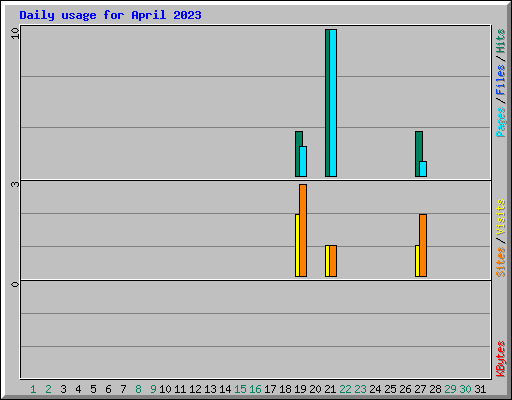 Daily usage for April 2023
10
3
0
Pages/Files/Hits
Sites/Visits
KBytes
1 2 3 4 5 6 7 8 9 10 11 12 13 14 15 16 17 18 19 20 21 22 23 24 25 26 27 28 29 30 31